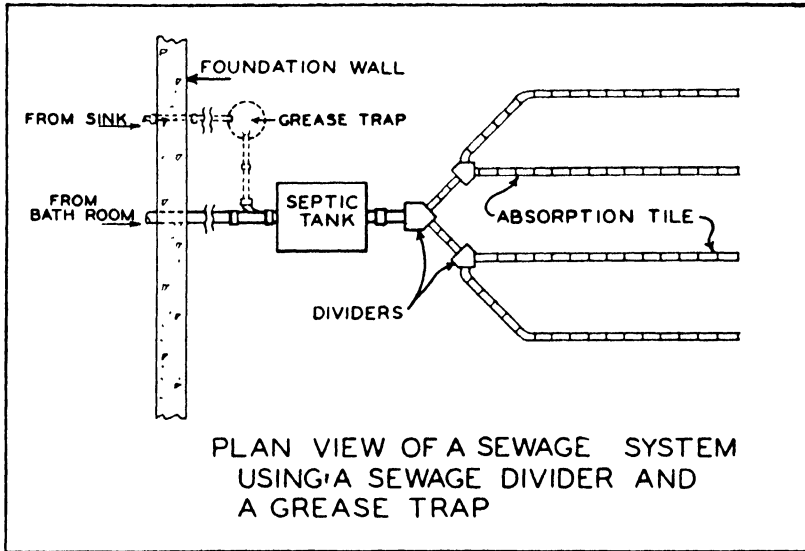 FOUNDATION WALL
FROM SINK
GREASE TRAP
FROM
BATH ROOM
SEPTIC
TANK
ABSORPTION TILE
DIVIDERS
PLAN VIEW OF A SEWAGE SYSTEM
USING A SEWAGE DIVIDER AND
A GREASE TRAP